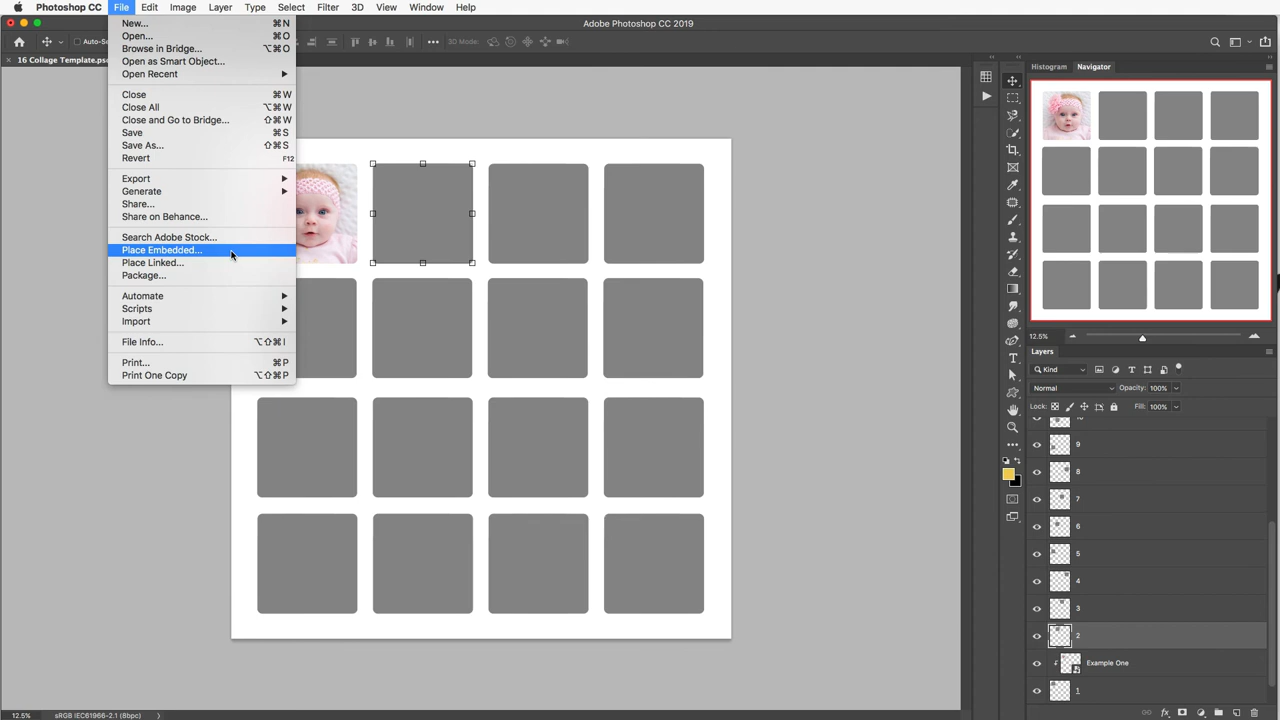 Photoshop CC File Edit Image Layer Type Select Filter 3D View Window Help
Adobe Photoshop CC 2019
Auto-Se
3D Mode:
16 Collage Template.ps
New... ⌘N
Open... ⌘O
Browse in Bridge... ⌥⌘O
Open as Smart Object...
Open Recent
Close ⌘W
Close All ⌥⌘W
Close and Go to Bridge... ⇧⌘W
Save ⌘S
Save As... ⇧⌘S
Revert F12
Export
Generate
Share...
Share on Behance...
Search Adobe Stock...
Place Embedded...
Place Linked...
Package...
Automate
Scripts
Import
File Info... ⌥⇧⌘I
Print... ⌘P
Print One Copy ⌥⇧⌘P
Histogram Navigator
12.5%
Layers
Kind
Normal Opacity: 100%
Lock: Fill: 100%
9
8
7
6
5
4
3
2
Example One
1
12.5% sRGB IEC61966-2.1 (8bpc)